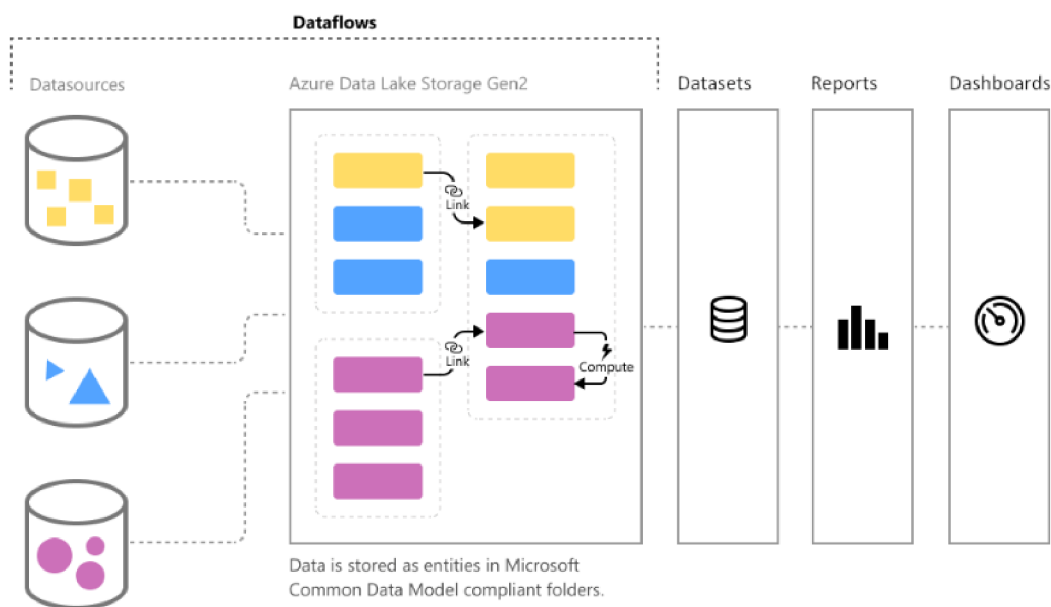 Dataflows
Datasources
Azure Data Lake Storage Gen2
Datasets
Reports
Dashboards
Link
Link
Compute
Data is stored as entities in Microsoft
Common Data Model compliant folders.